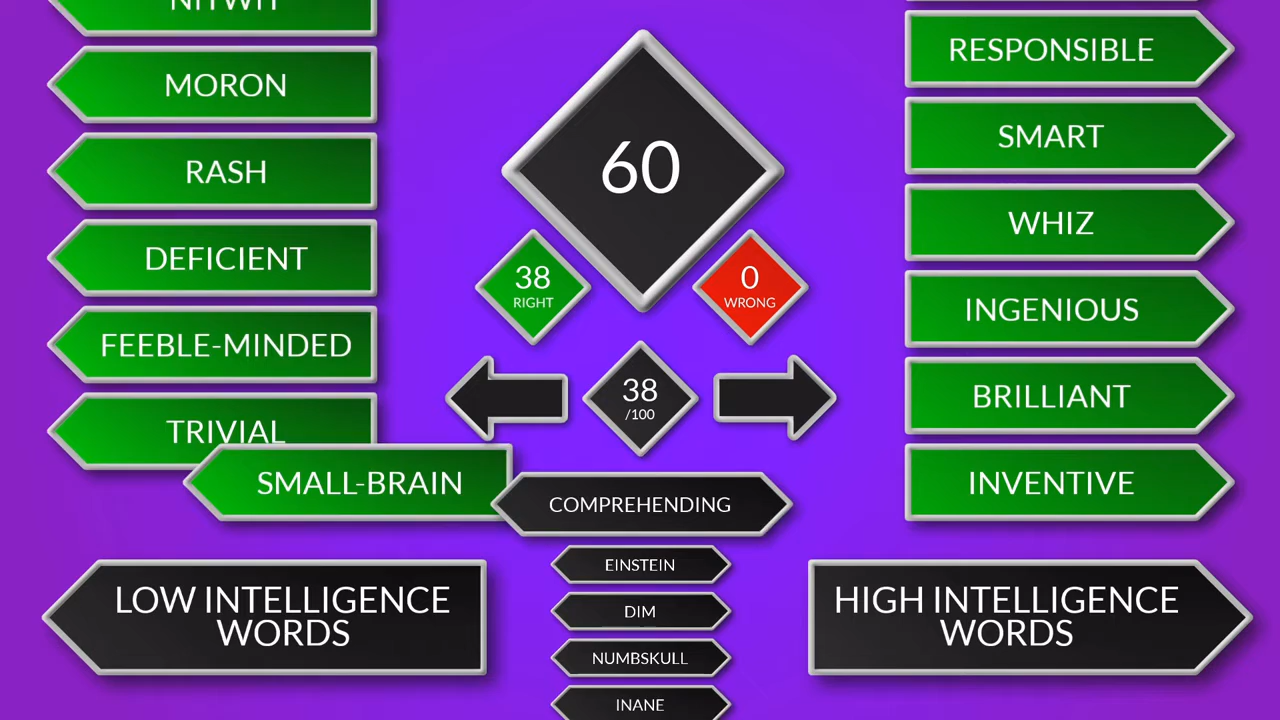 NITWIT
MORON
RASH
DEFICIENT
FEEBLE-MINDED
TRIVIAL
SMALL-BRAIN
LOW INTELLIGENCE
WORDS
60
38
RIGHT
0
WRONG
38
/100
COMPREHENDING
EINSTEIN
DIM
NUMBSKULL
INANE
RESPONSIBLE
SMART
WHIZ
INGENIOUS
BRILLIANT
INVENTIVE
HIGH INTELLIGENCE
WORDS